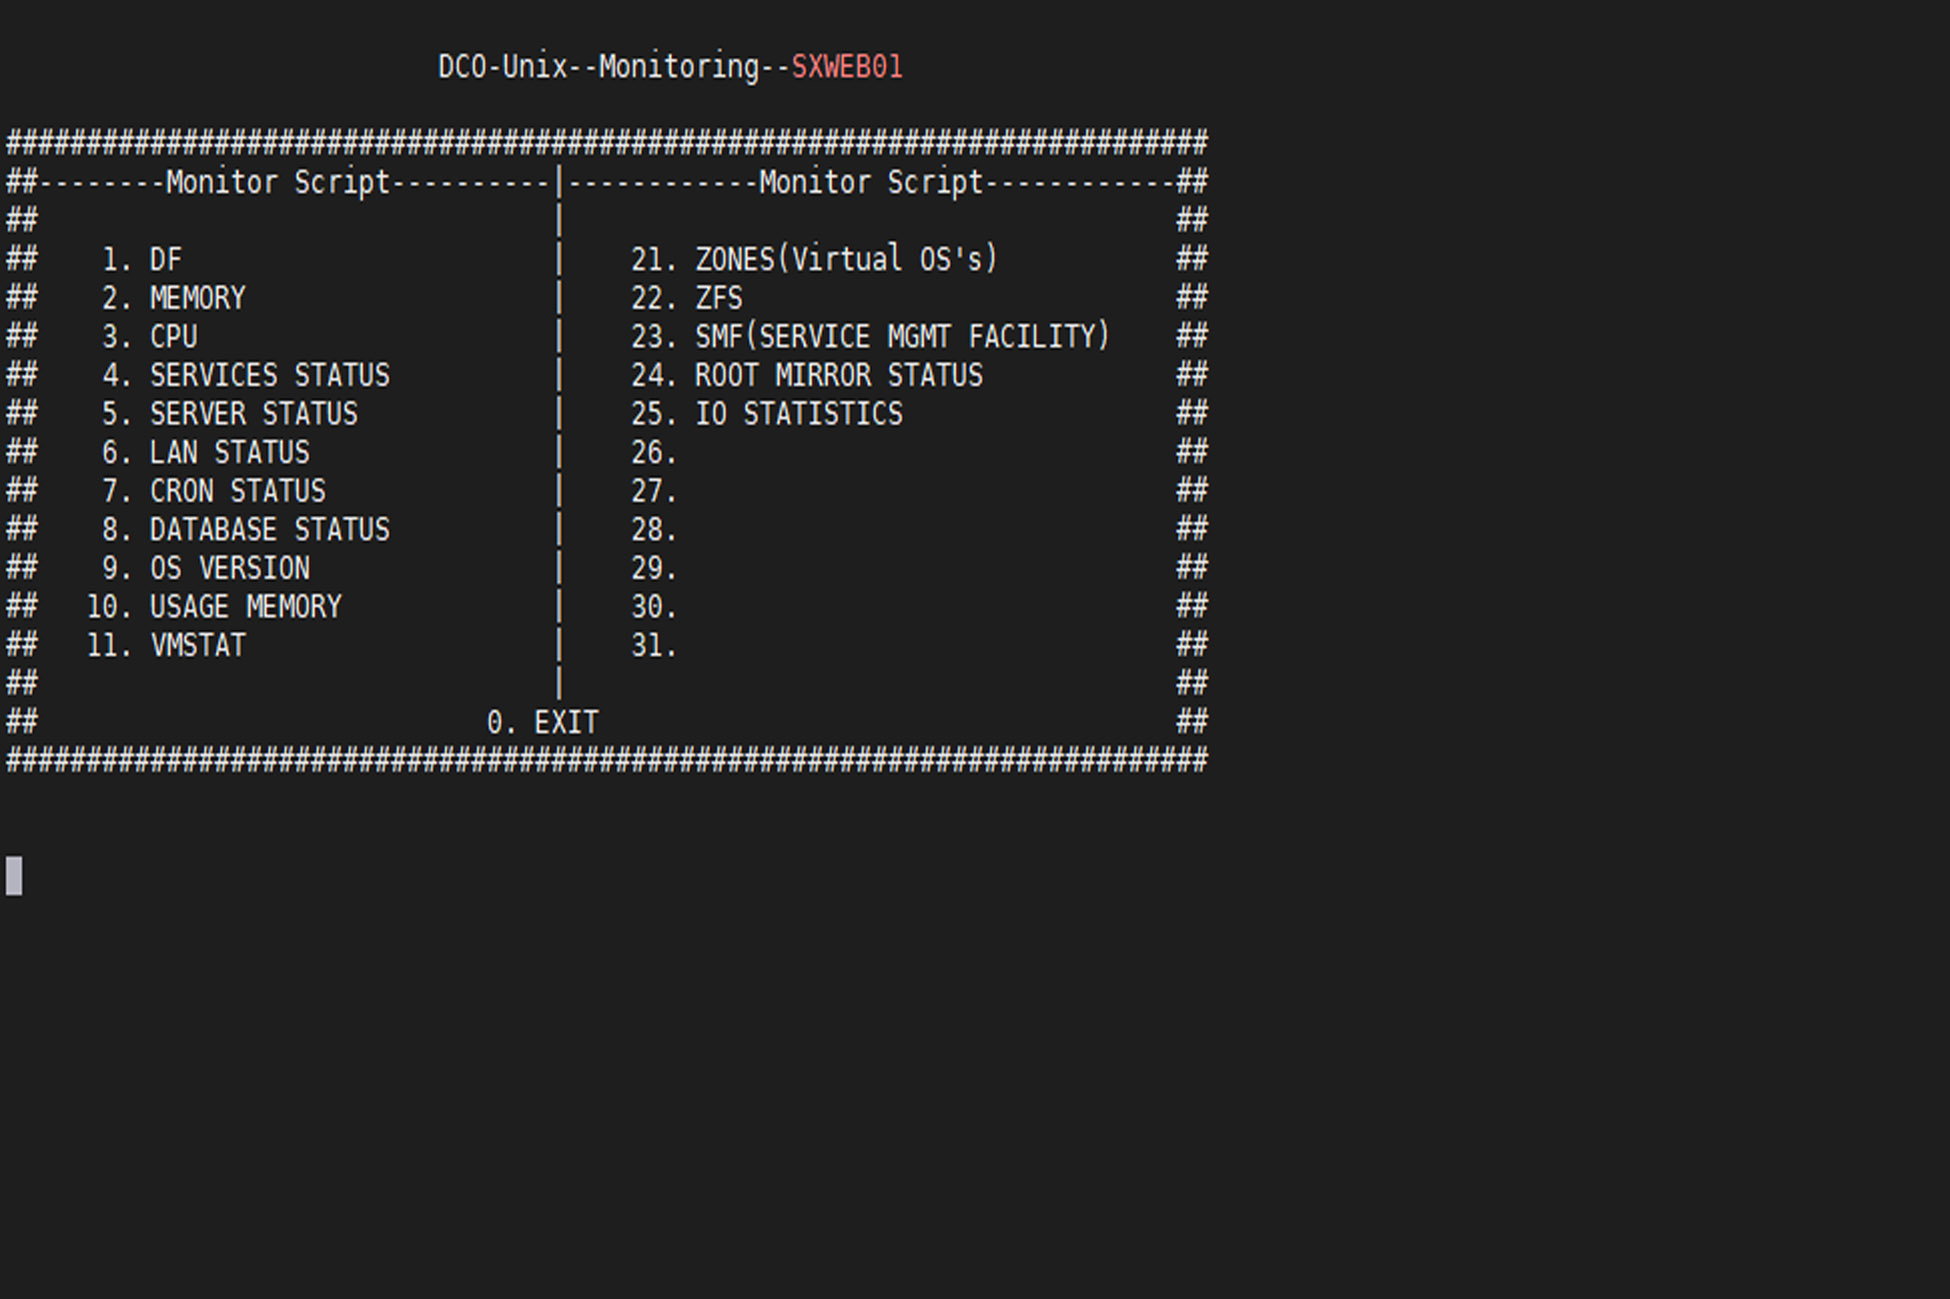 DCO-Unix--Monitoring--SXWEB01
###########################################################################
##--------Monitor Script----------|------------Monitor Script------------##
##                                |                                      ##
##    1. DF                       |    21. ZONES(Virtual OS's)           ##
##    2. MEMORY                   |    22. ZFS                           ##
##    3. CPU                      |    23. SMF(SERVICE MGMT FACILITY)    ##
##    4. SERVICES STATUS          |    24. ROOT MIRROR STATUS            ##
##    5. SERVER STATUS            |    25. IO STATISTICS                 ##
##    6. LAN STATUS               |    26.                               ##
##    7. CRON STATUS              |    27.                               ##
##    8. DATABASE STATUS          |    28.                               ##
##    9. OS VERSION               |    29.                               ##
##   10. USAGE MEMORY             |    30.                               ##
##   11. VMSTAT                   |    31.                               ##
##                                |                                      ##
##                            0. EXIT                                    ##
###########################################################################